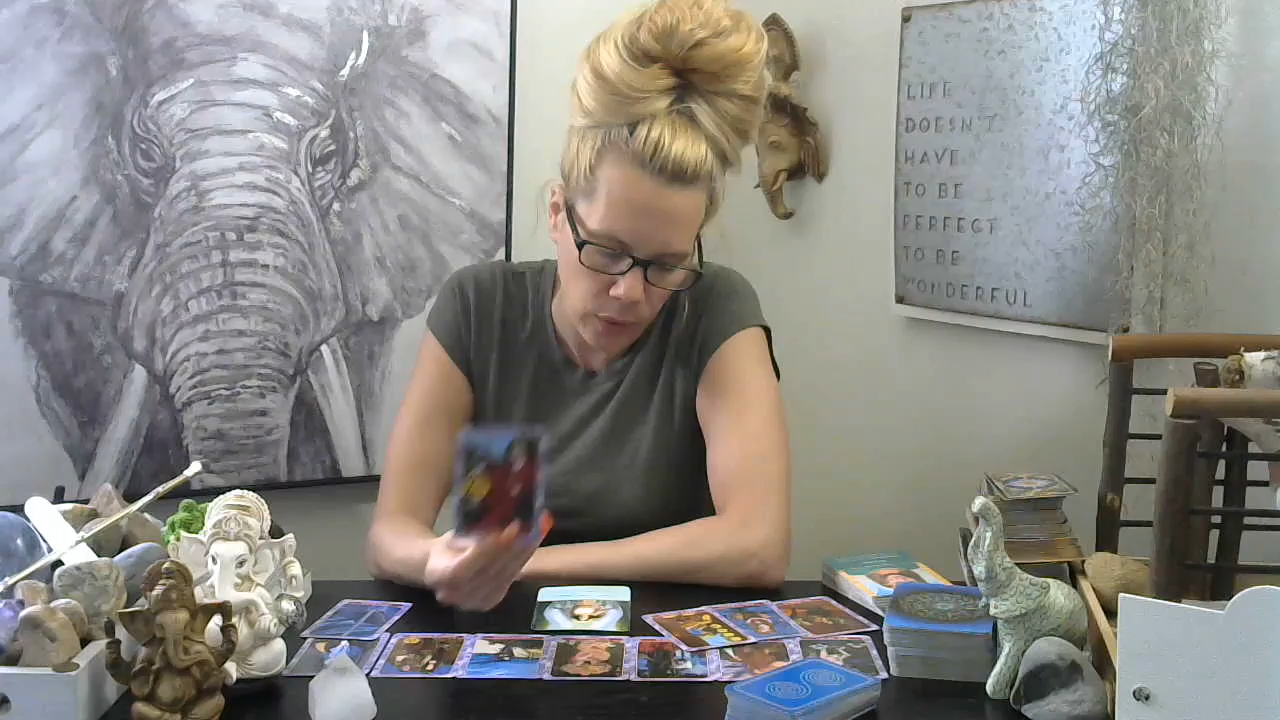 LIFE
DOESN'T
HAVE
TO BE
PERFECT
TO BE
WONDERFUL